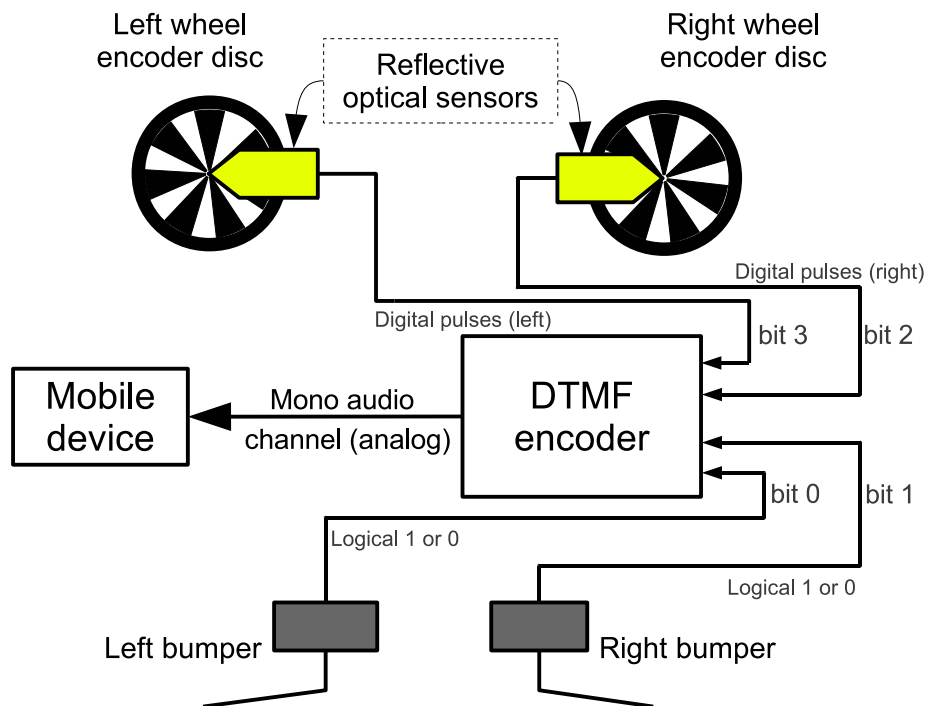 Left wheel
encoder disc
Reflective
optical sensors
Right wheel
encoder disc
Digital pulses (right)
Digital pulses (left)
bit 3
bit 2
Mobile
device
Mono audio
channel (analog)
DTMF
encoder
bit 0
bit 1
Logical 1 or 0
Logical 1 or 0
Left bumper
Right bumper